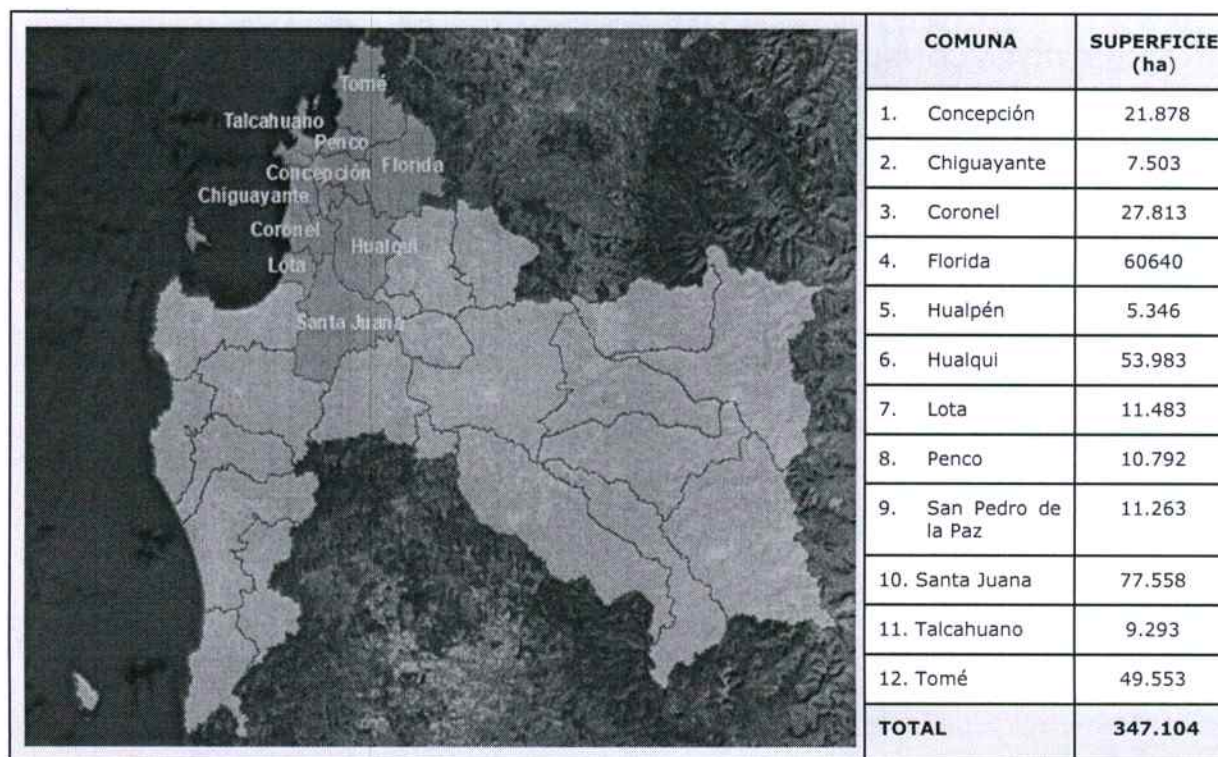 Tomé
Talcahuano
Penco
Florida
Concepción
Chiguayante
Coronel
Hualqui
Lota
Santa Juana
COMUNA SUPERFICIE
(ha)
1. Concepción 21.878
2. Chiguayante 7.503
3. Coronel 27.813
4. Florida 60640
5. Hualpén 5.346
6. Hualqui 53.983
7. Lota 11.483
8. Penco 10.792
9. San Pedro de 11.263
la Paz
10. Santa Juana 77.558
11. Talcahuano 9.293
12. Tomé 49.553
TOTAL 347.104